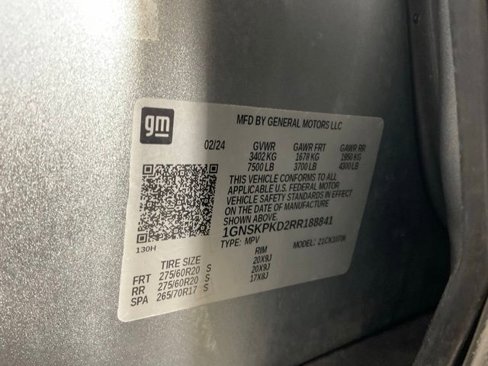 gm
MFD BY GENERAL MOTORS LLC
02/24 GVWR GAWR FRT GAWR RR
3402 KG 1678 KG 1950 KG
7500 LB 3700 LB 4300 LB
THIS VEHICLE CONFORMS TO ALL
APPLICABLE U.S. FEDERAL MOTOR
VEHICLE SAFETY STANDARDS IN EFFECT
ON THE DATE OF MANUFACTURE
SHOWN ABOVE.
1GNSKPKD2RR188841
TYPE: MPV MODEL:
130H
TIRE SIZE RIM
FRT 275/60R20 S 20X9J
RR 275/60R20 S 20X9J
SPA 265/70R17 S 17X8J